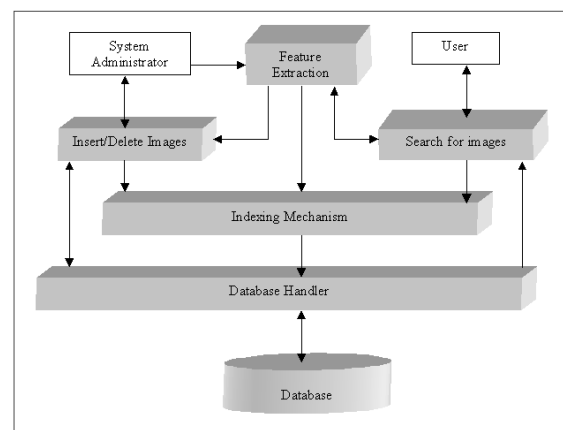 System
Administrator
Feature
Extraction
User
Insert/Delete Images
Search for images
Indexing Mechanism
Database Handler
Database